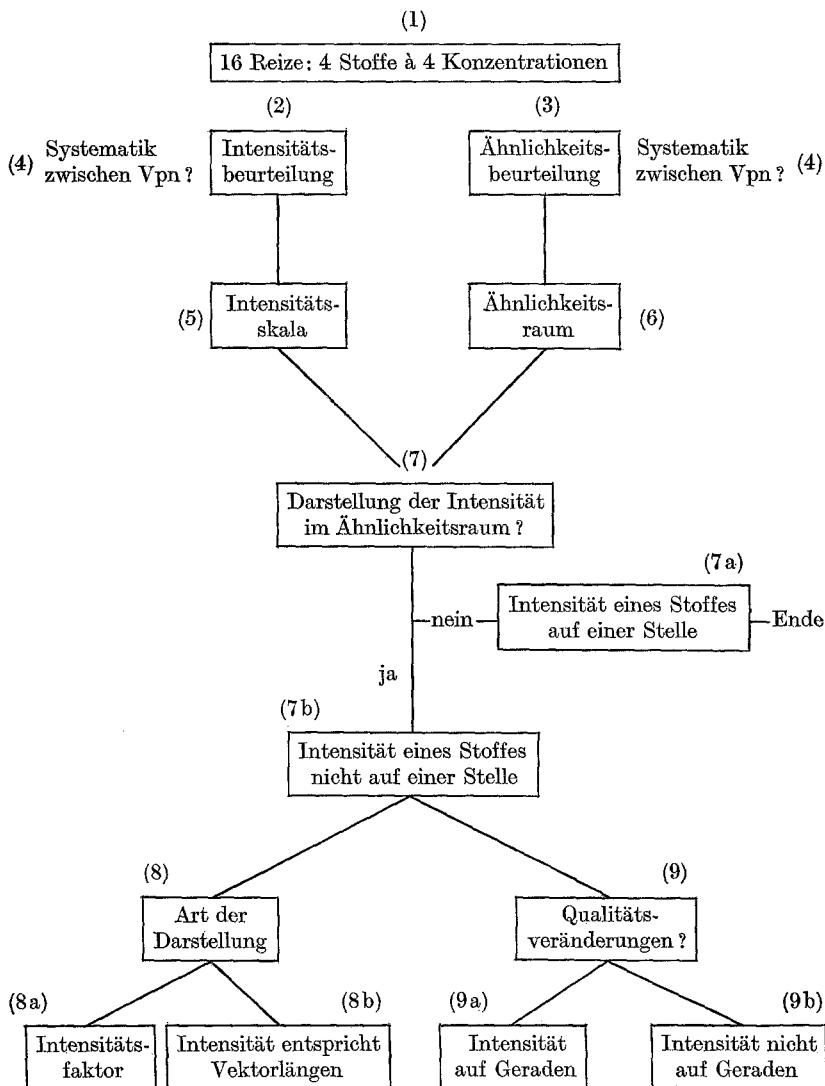 (1)
16 Reize: 4 Stoffe à 4 Konzentrationen
(2)
(3)
(4) Systematik
zwischen Vpn?
Intensitäts-
beurteilung
Ähnlichkeits-
beurteilung
Systematik (4)
zwischen Vpn?
(5)
Intensitäts-
skala
Ähnlichkeits-
raum
(6)
(7)
Darstellung der Intensität
im Ähnlichkeitsraum?
(7a)
nein
Intensität eines Stoffes
auf einer Stelle
Ende
ja
(7b)
Intensität eines Stoffes
nicht auf einer Stelle
(8)
(9)
Art der
Darstellung
Qualitäts-
veränderungen?
(8a)
(8b)
(9a)
(9b)
Intensitäts-
faktor
Intensität entspricht
Vektorlängen
Intensität
auf Geraden
Intensität nicht
auf Geraden